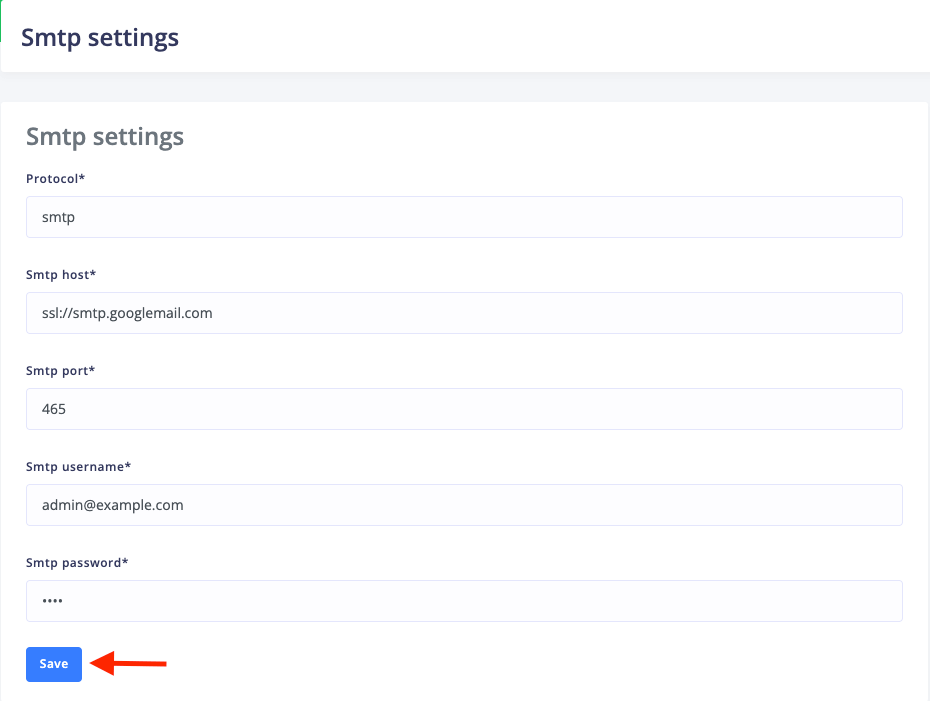 Smtp settings
Smtp settings
Protocol*
smtp
Smtp host*
ssl://smtp.googlemail.com
Smtp port*
465
Smtp username*
admin@example.com
Smtp password*
••••
Save